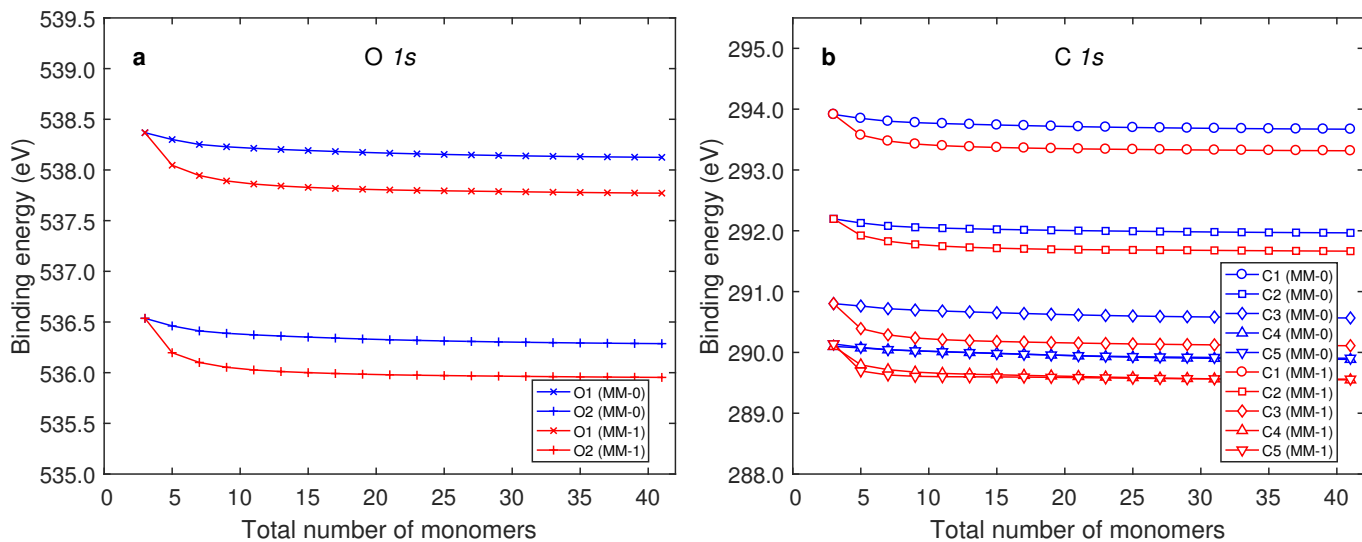 a
O 1s
Binding energy (eV)
539.5
539.0
538.5
538.0
537.5
537.0
536.5
536.0
535.5
535.0
0
5
10
15
20
25
30
35
40
Total number of monomers
O1 (MM-0)
O2 (MM-0)
O1 (MM-1)
O2 (MM-1)
b
C 1s
Binding energy (eV)
295.0
294.0
293.0
292.0
291.0
290.0
289.0
288.0
0
5
10
15
20
25
30
35
40
Total number of monomers
C1 (MM-0)
C2 (MM-0)
C3 (MM-0)
C4 (MM-0)
C5 (MM-0)
C1 (MM-1)
C2 (MM-1)
C3 (MM-1)
C4 (MM-1)
C5 (MM-1)